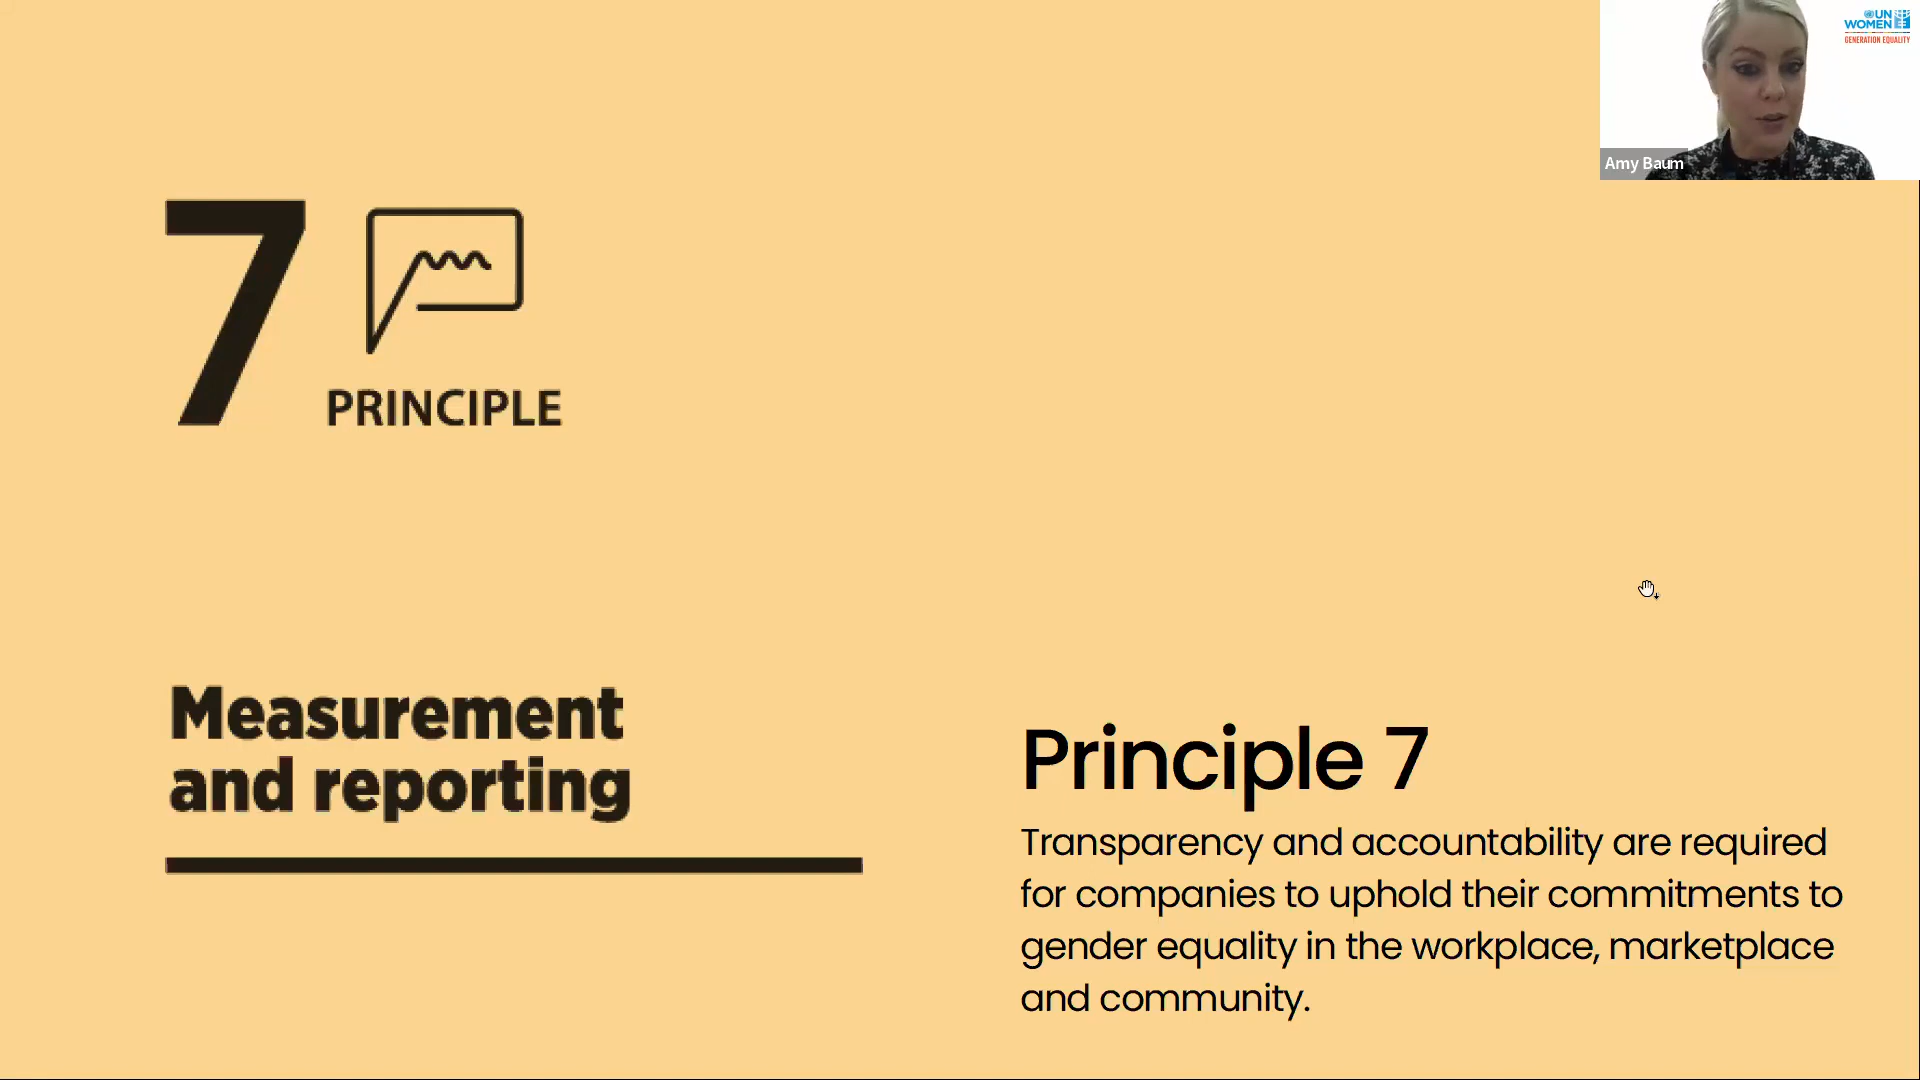 UN
WOMEN
GENERATION EQUALITY
Amy Baum
7
PRINCIPLE
Measurement
and reporting
Principle 7
Transparency and accountability are required
for companies to uphold their commitments to
gender equality in the workplace, marketplace
and community.